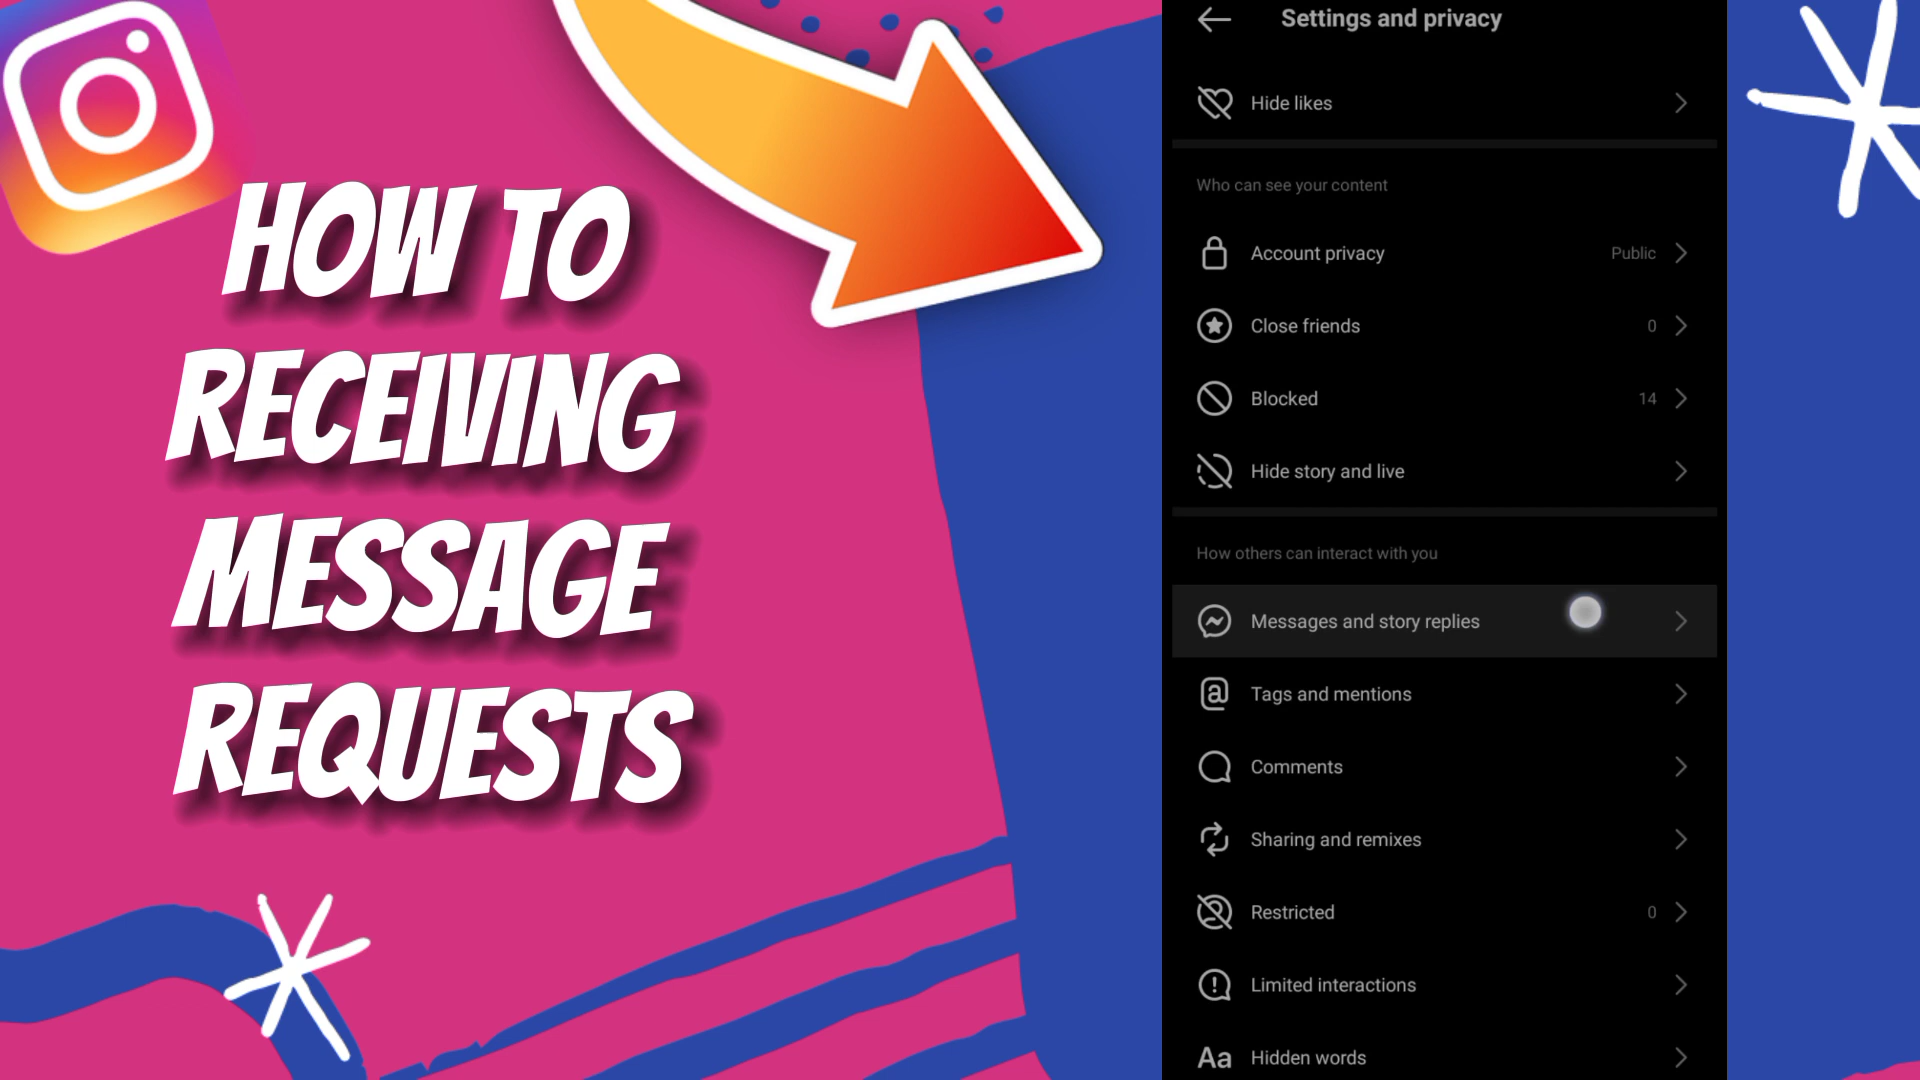 HOW TO
RECEIVING
MESSAGE
REQUESTS
Settings and privacy
Hide likes
Who can see your content
Account privacy Public
Close friends 0
Blocked 14
Hide story and live
How others can interact with you
Messages and story replies
Tags and mentions
Comments
Sharing and remixes
Restricted 0
Limited interactions
Aa Hidden words